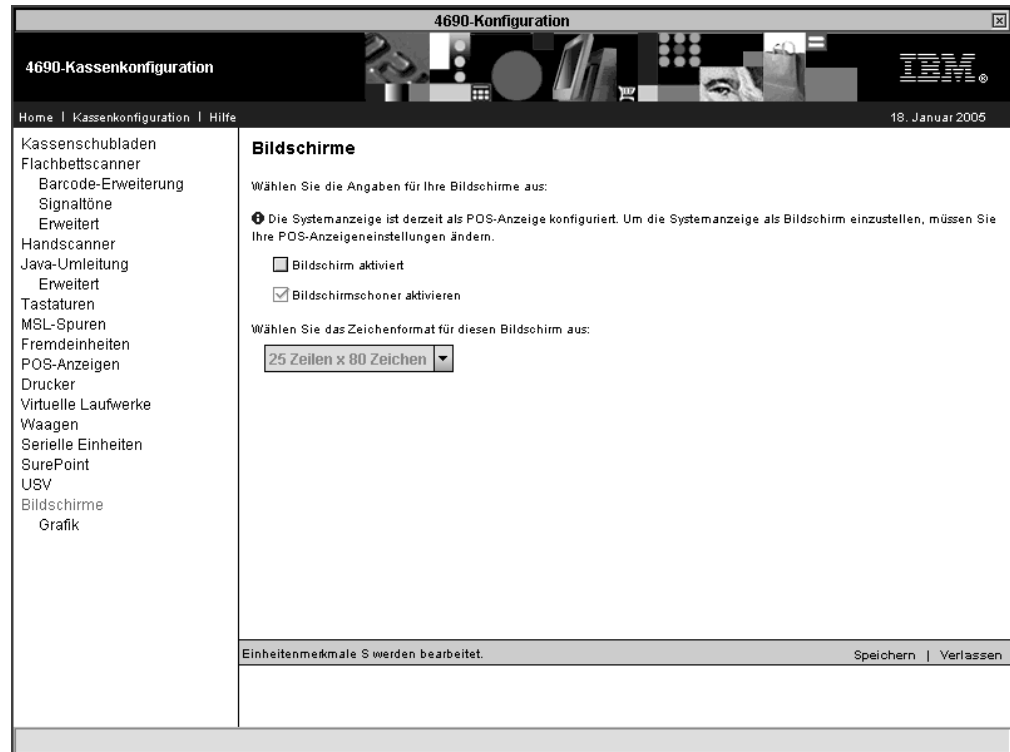 4690-Konfiguration
4690-Kassenkonfiguration
IBM®
Home | Kassenkonfiguration | Hilfe
18. Januar 2005
Kassenschubladen
Flachbettscanner
Barcode-Erweiterung
Signaltöne
Erweitert
Handscanner
Java-Umleitung
Erweitert
Tastaturen
MSL-Spuren
Fremdeinheiten
POS-Anzeigen
Drucker
Virtuelle Laufwerke
Waagen
Serielle Einheiten
SurePoint
USV
Bildschirme
Grafik
Bildschirme
Wählen Sie die Angaben für Ihre Bildschirme aus:
Die Systemanzeige ist derzeit als POS-Anzeige konfiguriert. Um die Systemanzeige als Bildschirm einzustellen, müssen Sie
Ihre POS-Anzeigeneinstellungen ändern.
Bildschirm aktiviert
Bildschirmschoner aktivieren
Wählen Sie das Zeichenformat für diesen Bildschirm aus:
25 Zeilen x 80 Zeichen
Einheitenmerkmale S werden bearbeitet.
Speichern | Verlassen